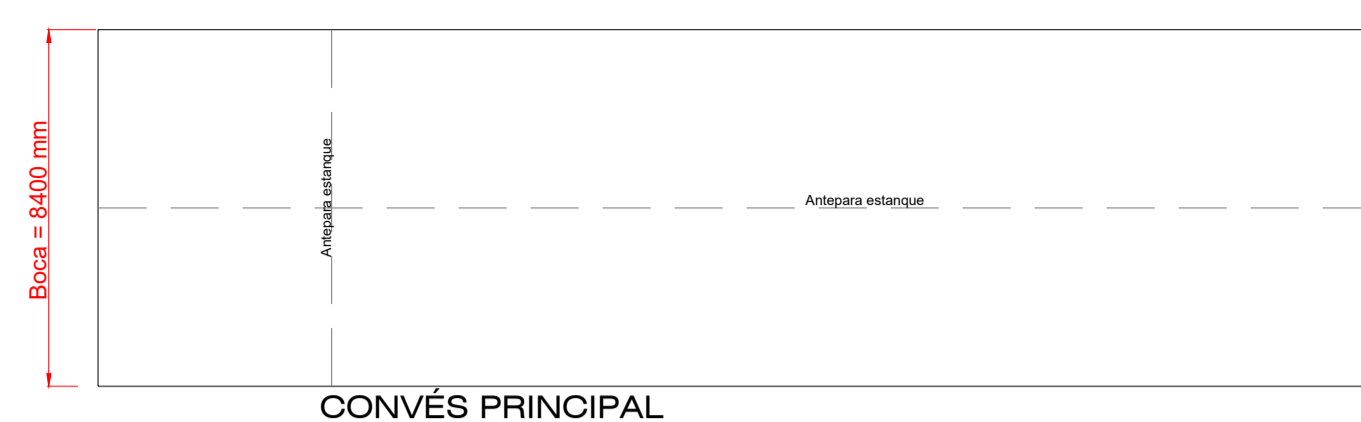 Boca = 8400 mm
Antepara estanque
Antepara estanque
CONVÉS PRINCIPAL